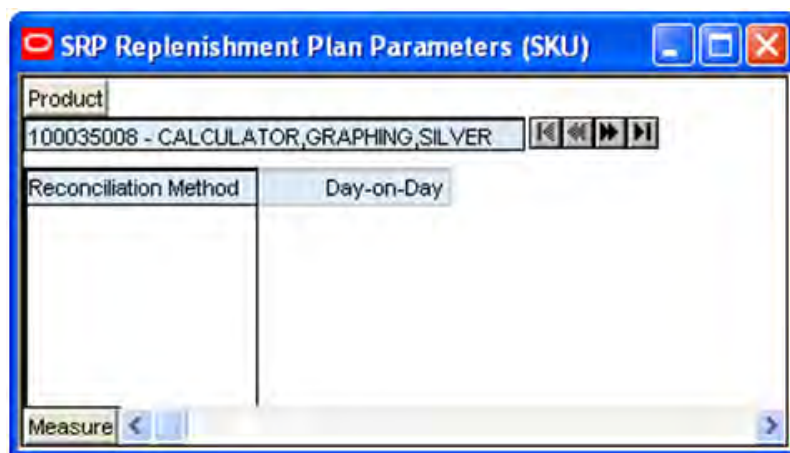 SRP Replenishment Plan Parameters (SKU)
Product
100035008 - CALCULATOR,GRAPHING,SILVER
Reconciliation Method Day-on-Day
Measure